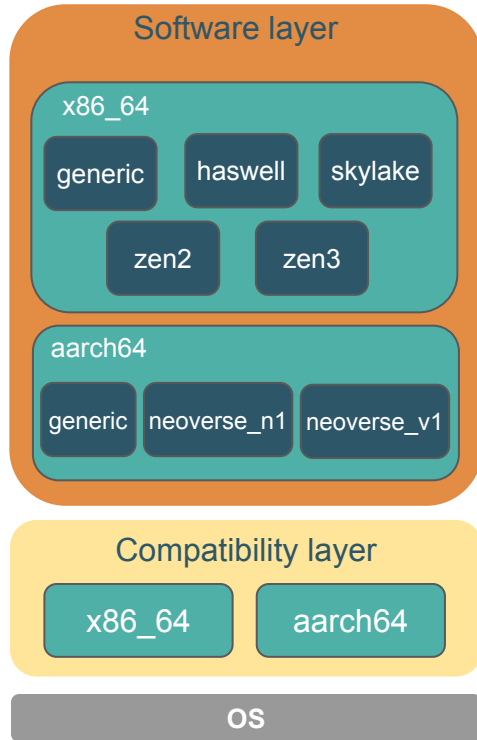 Software layer
x86_64
generic haswell skylake
zen2 zen3
aarch64
generic neoverse_n1 neoverse_v1
Compatibility layer
x86_64 aarch64
OS